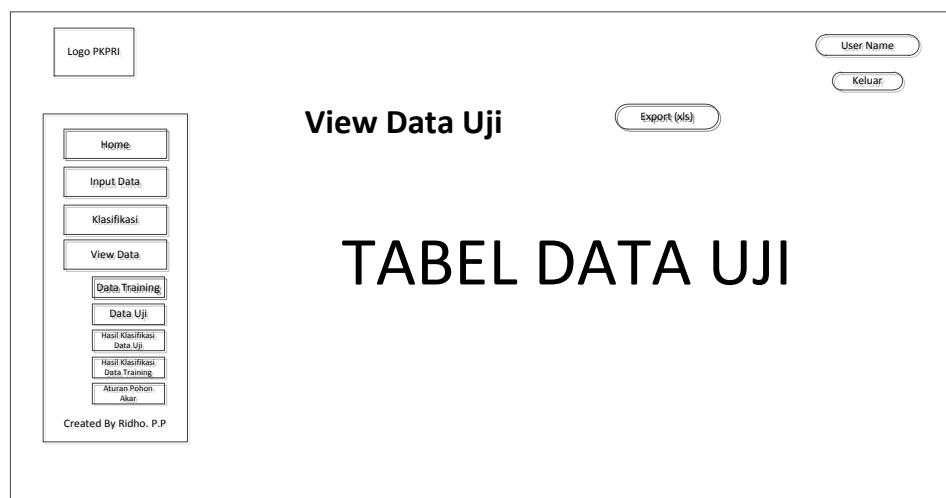 Logo PKPRI
User Name
Keluar
View Data Uji
Export (xls)
Home
Input Data
Klasifikasi
View Data
Data Training
Data Uji
Hasil Klasifikasi
Data Uji
Hasil Klasifikasi
Data Training
Aturan Pohon
Akar
Created By Ridho. P.P
TABEL DATA UJI